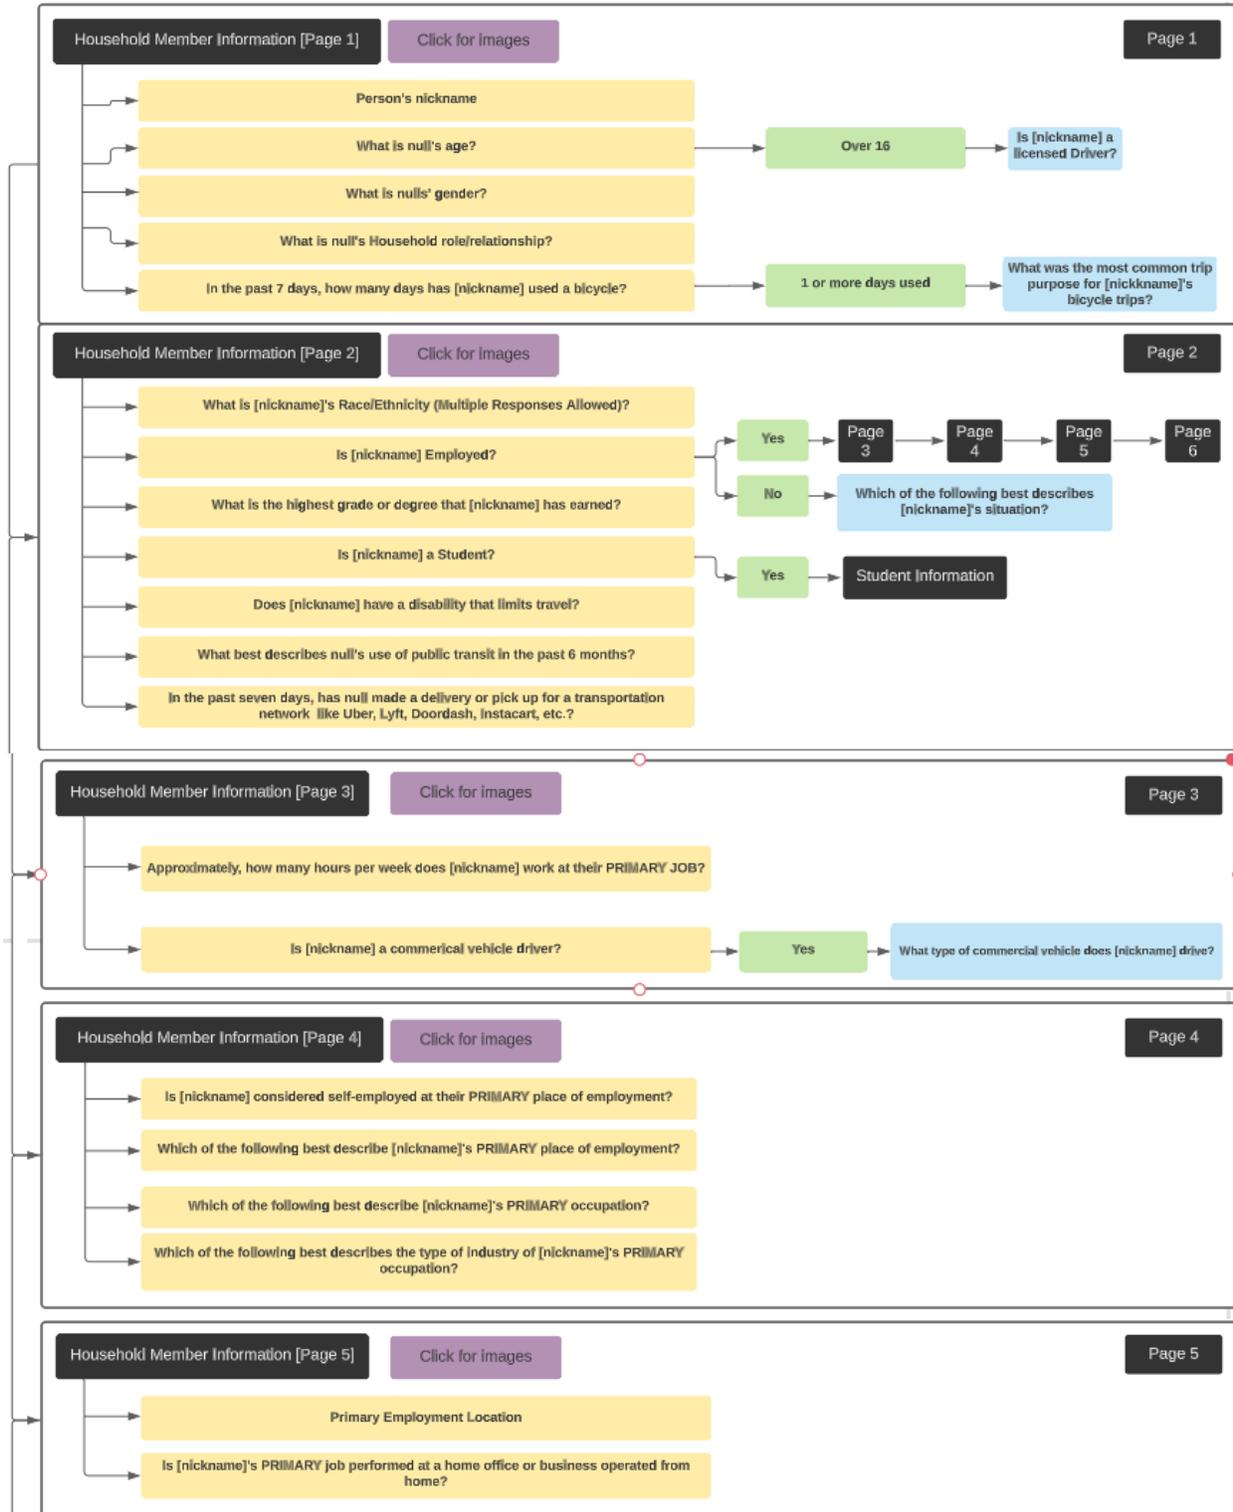 Household Member Information [Page 1]
Click for images
Page 1
Person's nickname
What is null's age?
Over 16
Is [nickname] a
licensed Driver?
What is nulls' gender?
What is null's Household role/relationship?
In the past 7 days, how many days has [nickname] used a bicycle?
1 or more days used
What was the most common trip
purpose for [nickkname]'s
bicycle trips?
Household Member Information [Page 2]
Click for images
Page 2
What is [nickname]'s Race/Ethnicity (Multiple Responses Allowed)?
Is [nickname] Employed?
Yes
Page
3
Page
4
Page
5
Page
6
No
Which of the following best describes
[nickname]'s situation?
What is the highest grade or degree that [nickname] has earned?
Is [nickname] a Student?
Yes
Student Information
Does [nickname] have a disability that limits travel?
What best describes null's use of public transit in the past 6 months?
In the past seven days, has null made a delivery or pick up for a transportation
network like Uber, Lyft, Doordash, Instacart, etc.?
Household Member Information [Page 3]
Click for images
Page 3
Approximately, how many hours per week does [nickname] work at their PRIMARY JOB?
Is [nickname] a commerical vehicle driver?
Yes
What type of commercial vehicle does [nickname] drive?
Household Member Information [Page 4]
Click for images
Page 4
Is [nickname] considered self-employed at their PRIMARY place of employment?
Which of the following best describe [nickname]'s PRIMARY place of employment?
Which of the following best describe [nickname]'s PRIMARY occupation?
Which of the following best describes the type of industry of [nickname]'s PRIMARY
occupation?
Household Member Information [Page 5]
Click for images
Page 5
Primary Employment Location
Is [nickname]'s PRIMARY job performed at a home office or business operated from
home?